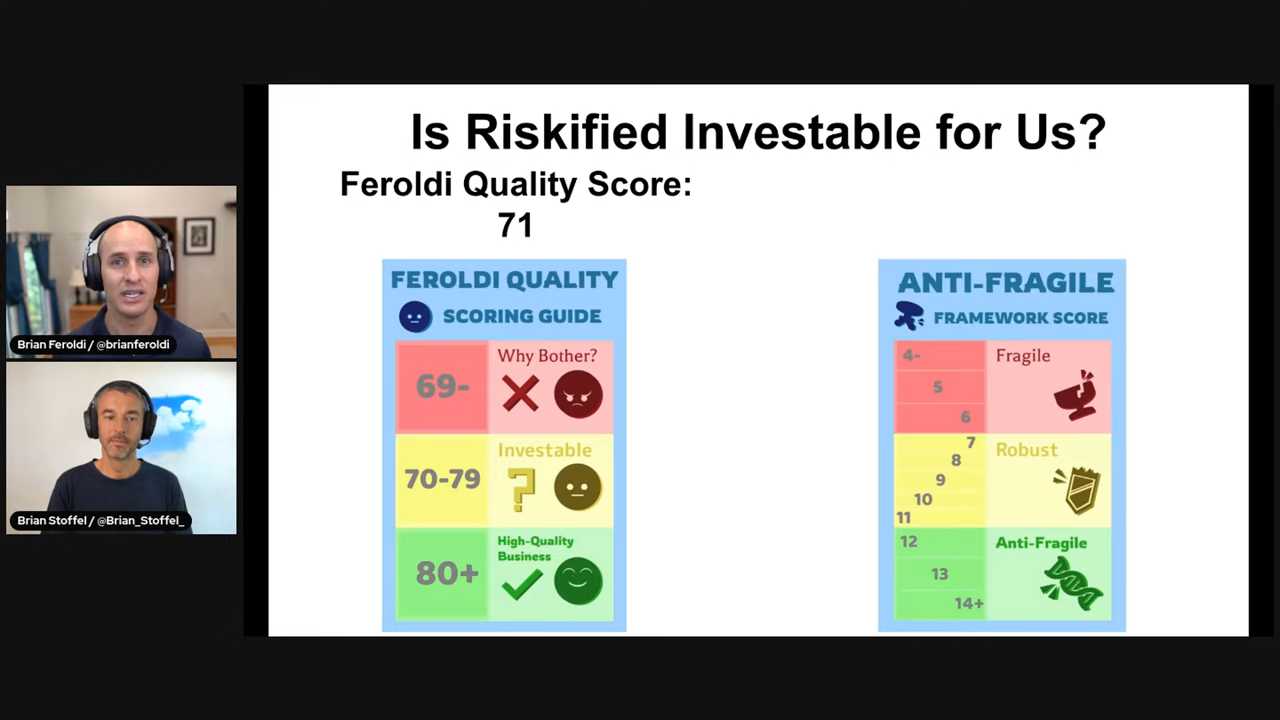 Is Riskified Investable for Us?
Feroldi Quality Score:
71
FEROLDI QUALITY
SCORING GUIDE
69-
Why Bother?
70-79
Investable
80+
High-Quality
Business
ANTI-FRAGILE
FRAMEWORK SCORE
4-
Fragile
5
6
7
Robust
8
9
10
11
12
Anti-Fragile
13
14+
Brian Feroldi / @brianferoldi
Brian Stoffel / @Brian_Stoffel_